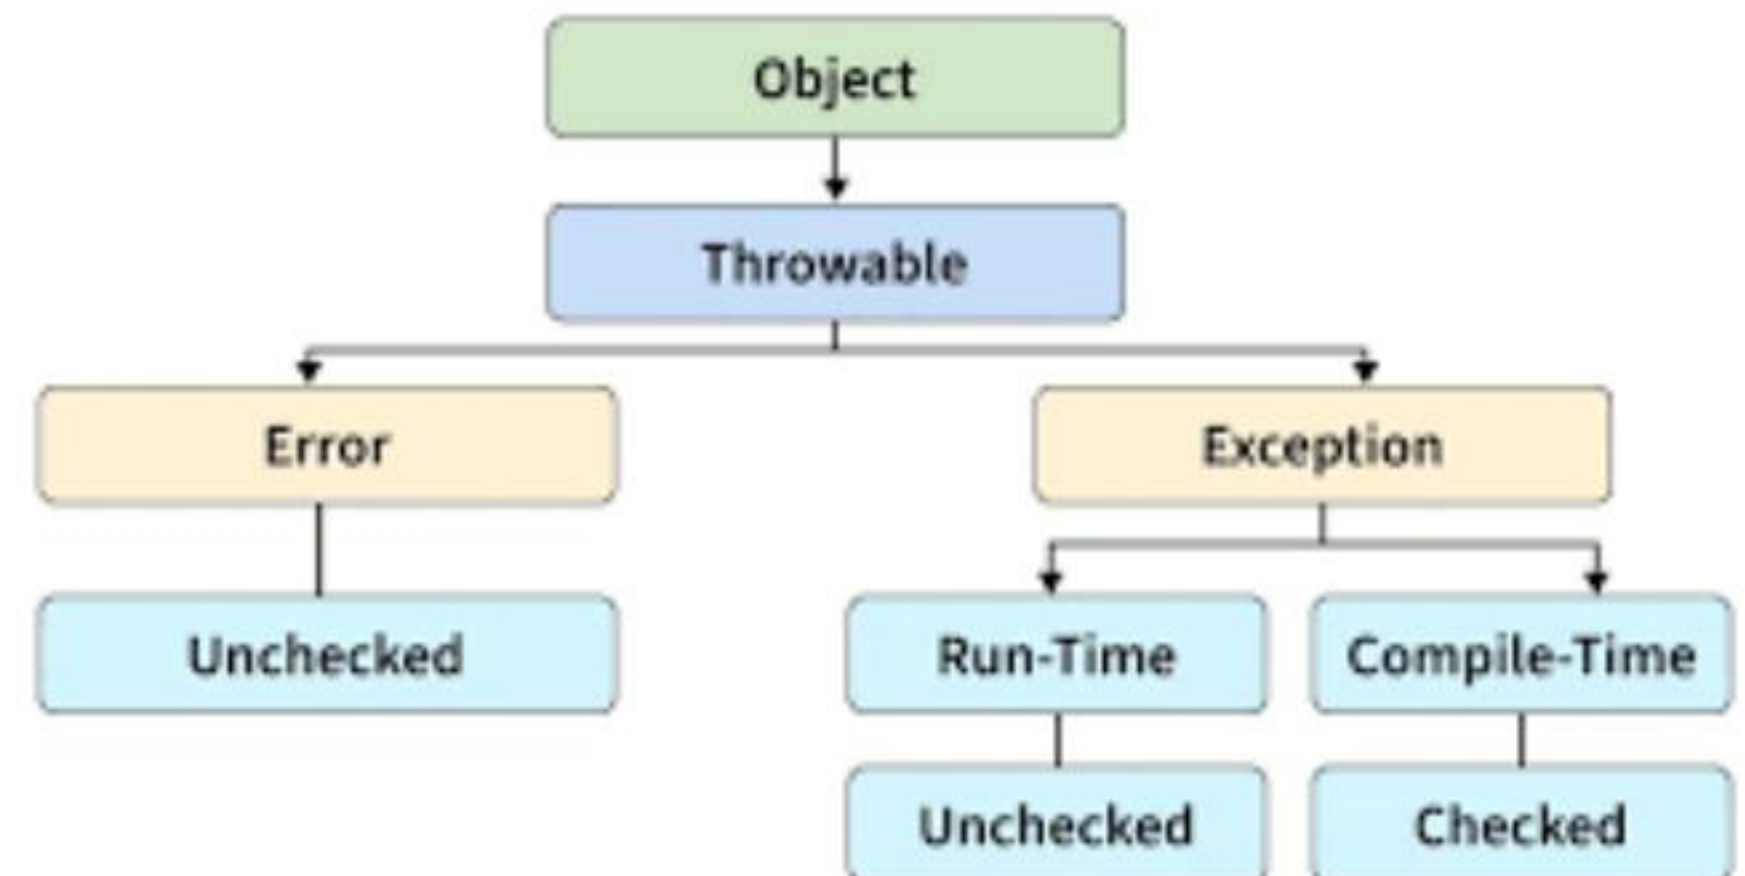 Object
Throwable
Error
Exception
Unchecked
Run-Time
Compile-Time
Unchecked
Checked